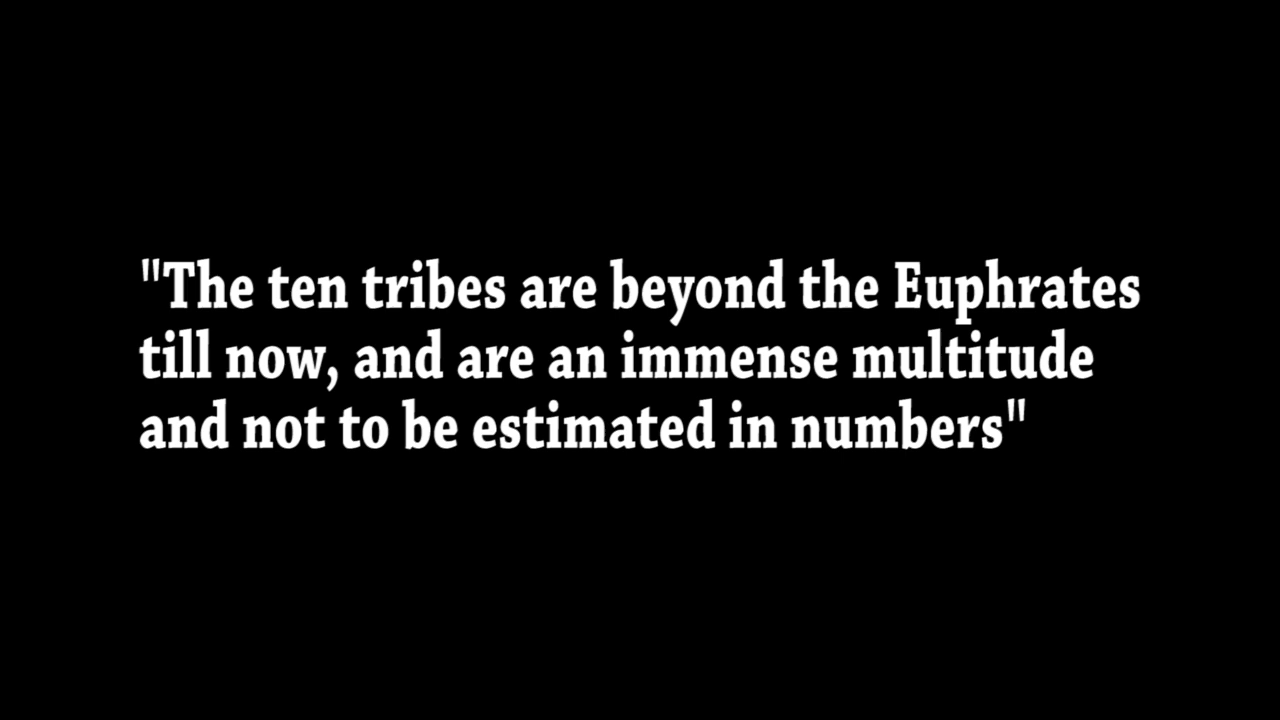 "The ten tribes are beyond the Euphrates
till now, and are an immense multitude
and not to be estimated in numbers"